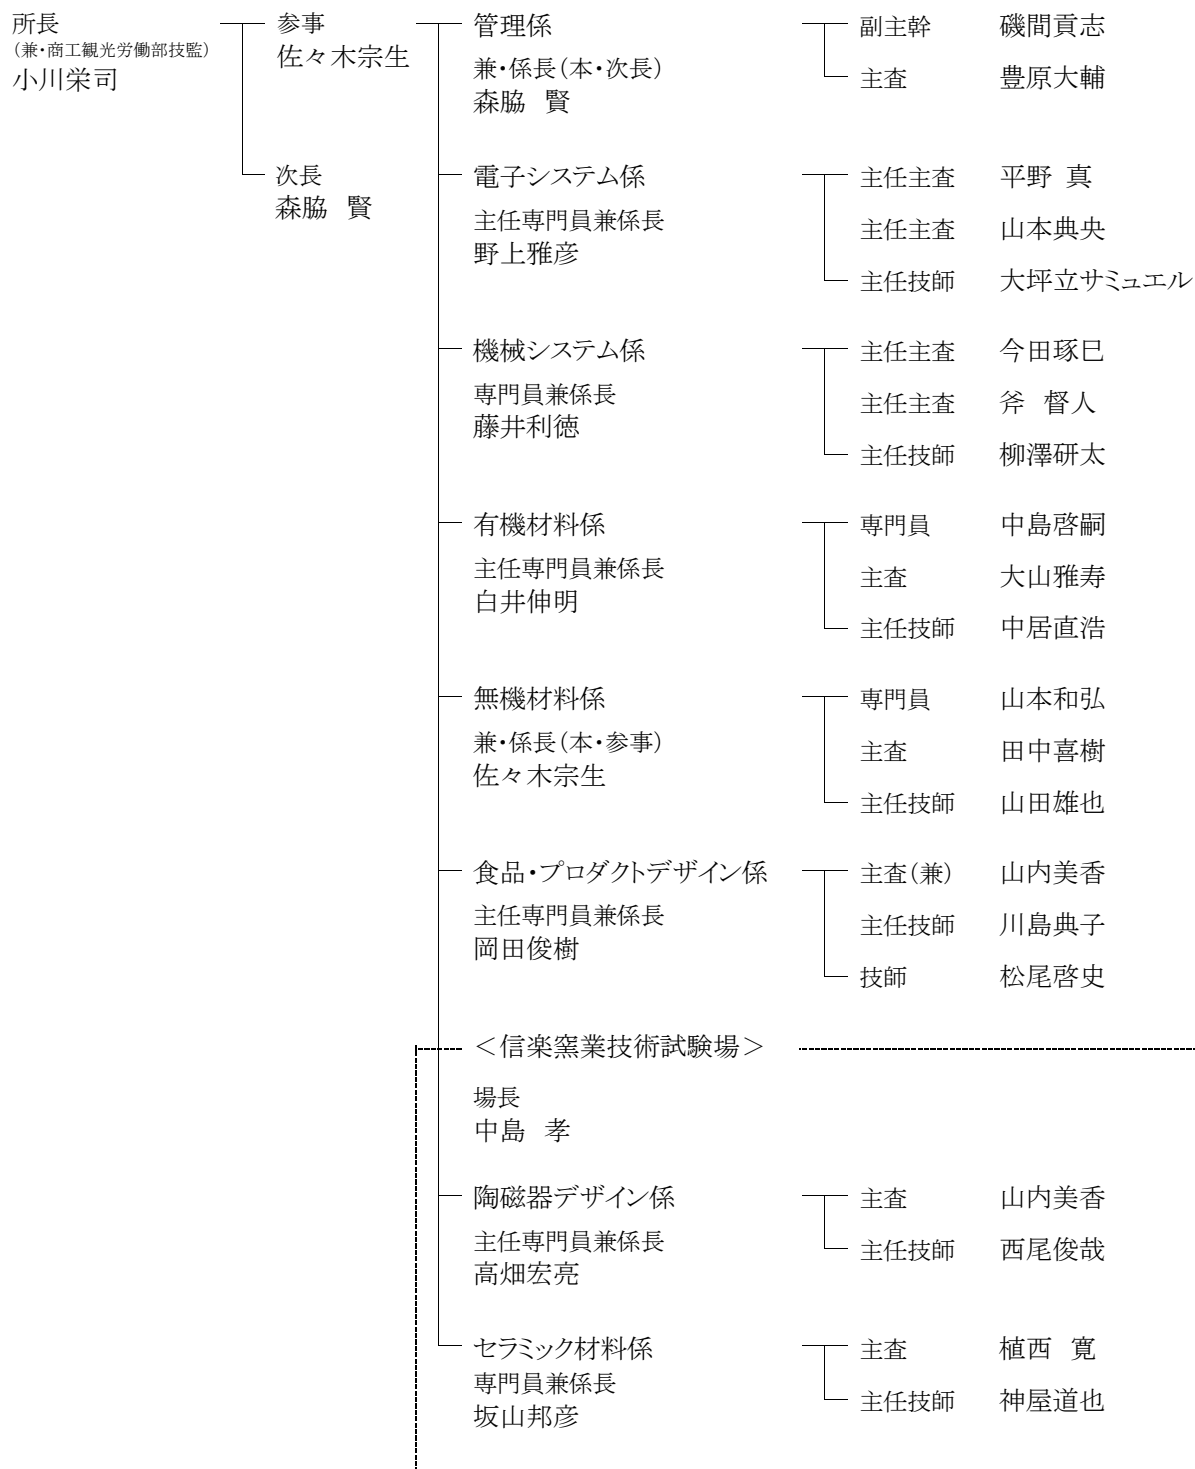 所長
(兼・商工観光労働部技監)
小川栄司
参事
佐々木宗生
次長
森脇 賢
管理係
兼・係長(本・次長)
森脇 賢
副主幹 磯間貢志
主査 豊原大輔
電子システム係
主任専門員兼係長
野上雅彦
主任主査 平野 真
主任主査 山本典央
主任技師 大坪立サミュエル
機械システム係
専門員兼係長
藤井利徳
主任主査 今田琢巳
主任主査 斧 督人
主任技師 柳澤研太
有機材料係
主任専門員兼係長
白井伸明
専門員 中島啓嗣
主査 大山雅寿
主任技師 中居直浩
無機材料係
兼・係長(本・参事)
佐々木宗生
専門員 山本和弘
主査 田中喜樹
主任技師 山田雄也
食品・プロダクトデザイン係
主任専門員兼係長
岡田俊樹
主査(兼) 山内美香
主任技師 川島典子
技師 松尾啓史
＜信楽窯業技術試験場＞
場長
中島 孝
陶磁器デザイン係
主任専門員兼係長
高畑宏亮
主査 山内美香
主任技師 西尾俊哉
セラミック材料係
専門員兼係長
坂山邦彦
主査 植西 寛
主任技師 神屋道也